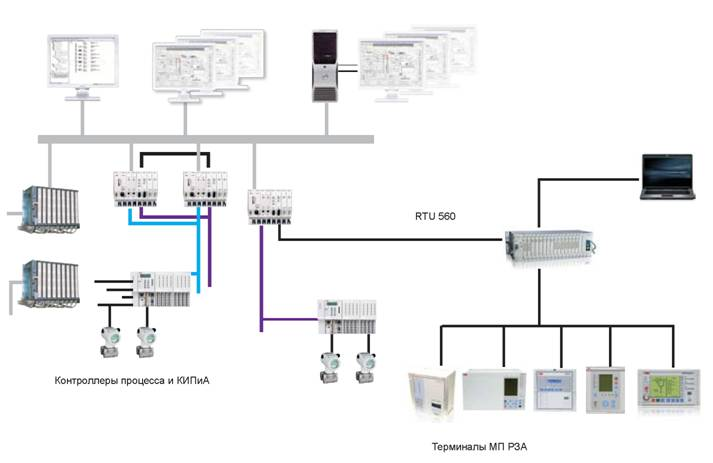 RTU 560
Контроллеры процесса и КИПиА
Терминалы МП РЗА